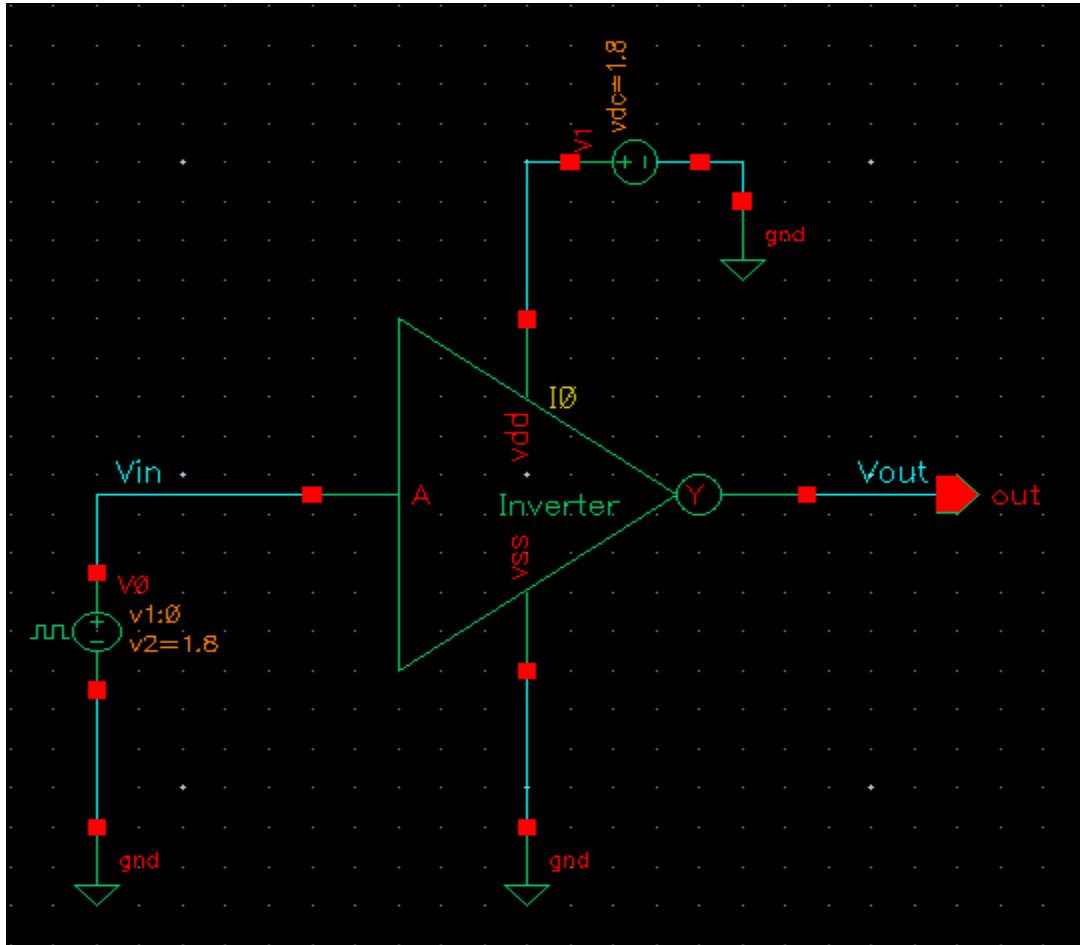 vdc=1.8
V1
+ -
gnd
I0
vdd
Vin
A
Inverter
Y
Vout
out
vss
V0
v1:0
+
-
v2=1.8
gnd
gnd